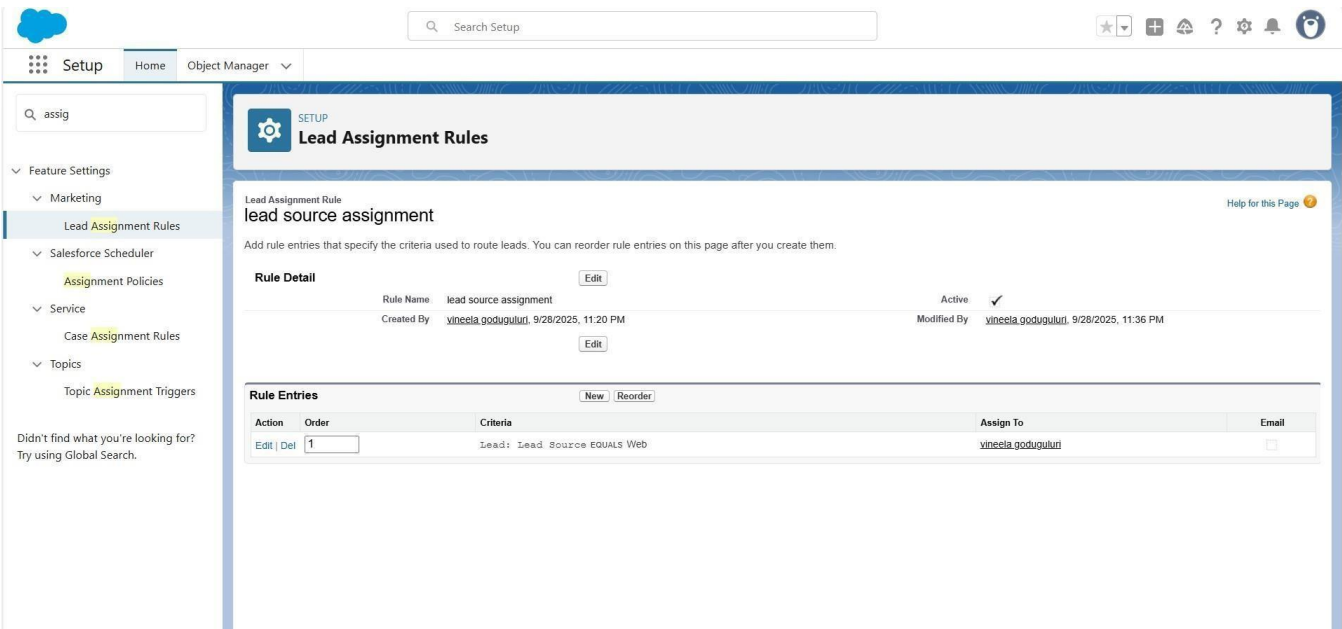 Search Setup
Setup
Home
Object Manager
assig
Feature Settings
Marketing
Lead Assignment Rules
Salesforce Scheduler
Assignment Policies
Service
Case Assignment Rules
Topics
Topic Assignment Triggers
Didn't find what you're looking for?
Try using Global Search.
SETUP
Lead Assignment Rules
Lead Assignment Rule
lead source assignment
Help for this Page
Add rule entries that specify the criteria used to route leads. You can reorder rule entries on this page after you create them.
Rule Detail Edit
Rule Name lead source assignment Active
Created By vineela goduguluri, 9/28/2025, 11:20 PM Modified By vineela goduguluri, 9/28/2025, 11:36 PM
Edit
Rule Entries New Reorder
Action Order Criteria Assign To Email
Edit | Del 1 Lead: Lead Source EQUALS Web vineela goduguluri